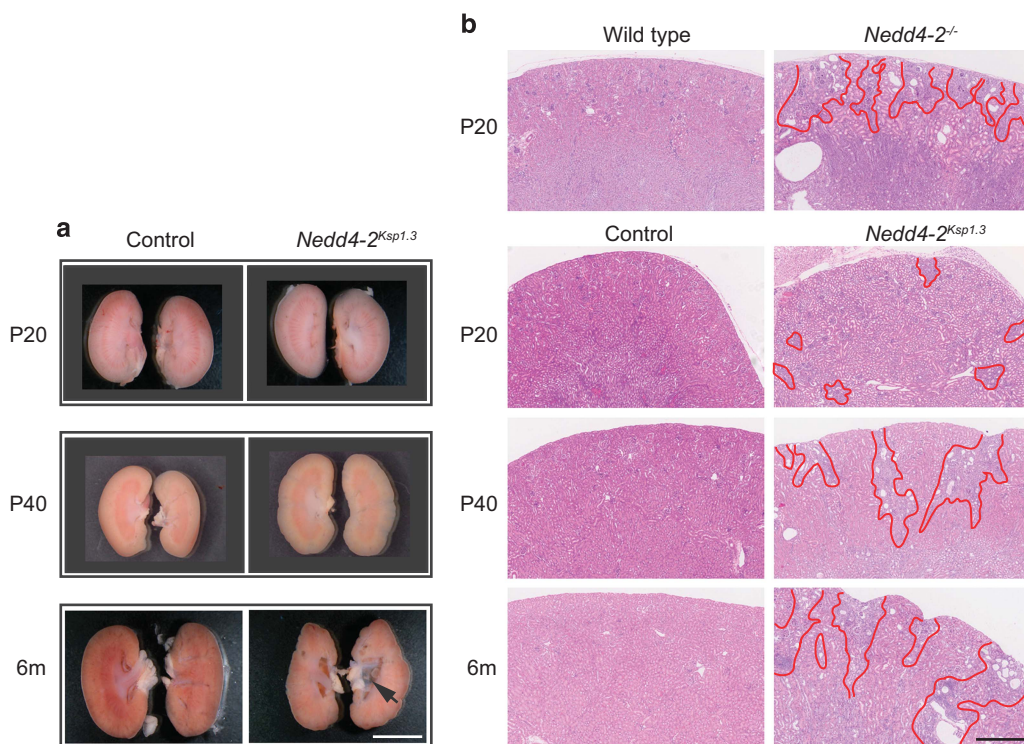 b
Wild type
Nedd4-2-/-
P20
a
Control
Nedd4-2Ksp1.3
Control
Nedd4-2Ksp1.3
P20
P20
P40
P40
6m
6m